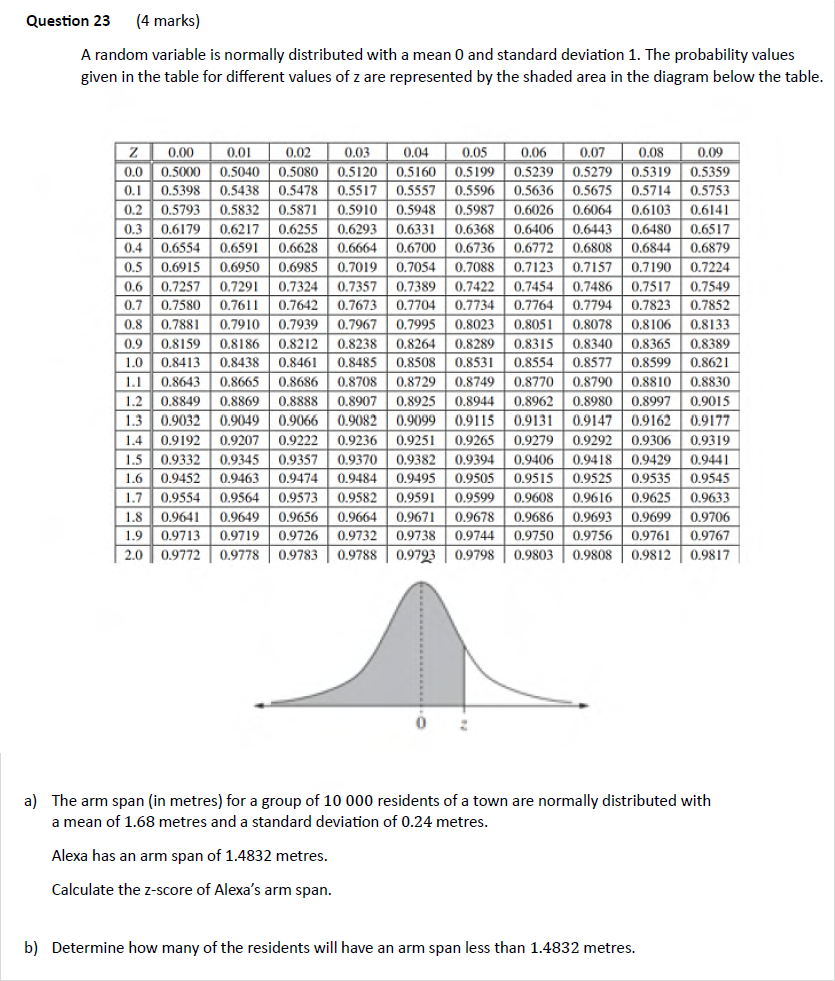 Question 23 (4 marks)
A random variable is normally distributed with a mean 0 and standard deviation 1. The probability values
given in the table for different values of z are represented by the shaded area in the diagram below the table.
Z 0.00 0.01 0.02 0.03 0.04 0.05 0.06 0.07 0.08 0.09
0.0 0.5000 0.5040 0.5080 0.5120 0.5160 0.5199 0.5239 0.5279 0.5319 0.5359
0.1 0.5398 0.5438 0.5478 0.5517 0.5557 0.5596 0.5636 0.5675 0.5714 0.5753
0.2 0.5793 0.5832 0.5871 0.5910 0.5948 0.5987 0.6026 0.6064 0.6103 0.6141
0.3 0.6179 0.6217 0.6255 0.6293 0.6331 0.6368 0.6406 0.6443 0.6480 0.6517
0.4 0.6554 0.6591 0.6628 0.6664 0.6700 0.6736 0.6772 0.6808 0.6844 0.6879
0.5 0.6915 0.6950 0.6985 0.7019 0.7054 0.7088 0.7123 0.7157 0.7190 0.7224
0.6 0.7257 0.7291 0.7324 0.7357 0.7389 0.7422 0.7454 0.7486 0.7517 0.7549
0.7 0.7580 0.7611 0.7642 0.7673 0.7704 0.7734 0.7764 0.7794 0.7823 0.7852
0.8 0.7881 0.7910 0.7939 0.7967 0.7995 0.8023 0.8051 0.8078 0.8106 0.8133
0.9 0.8159 0.8186 0.8212 0.8238 0.8264 0.8289 0.8315 0.8340 0.8365 0.8389
1.0 0.8413 0.8438 0.8461 0.8485 0.8508 0.8531 0.8554 0.8577 0.8599 0.8621
1.1 0.8643 0.8665 0.8686 0.8708 0.8729 0.8749 0.8770 0.8790 0.8810 0.8830
1.2 0.8849 0.8869 0.8888 0.8907 0.8925 0.8944 0.8962 0.8980 0.8997 0.9015
1.3 0.9032 0.9049 0.9066 0.9082 0.9099 0.9115 0.9131 0.9147 0.9162 0.9177
1.4 0.9192 0.9207 0.9222 0.9236 0.9251 0.9265 0.9279 0.9292 0.9306 0.9319
1.5 0.9332 0.9345 0.9357 0.9370 0.9382 0.9394 0.9406 0.9418 0.9429 0.9441
1.6 0.9452 0.9463 0.9474 0.9484 0.9495 0.9505 0.9515 0.9525 0.9535 0.9545
1.7 0.9554 0.9564 0.9573 0.9582 0.9591 0.9599 0.9608 0.9616 0.9625 0.9633
1.8 0.9641 0.9649 0.9656 0.9664 0.9671 0.9678 0.9686 0.9693 0.9699 0.9706
1.9 0.9713 0.9719 0.9726 0.9732 0.9738 0.9744 0.9750 0.9756 0.9761 0.9767
2.0 0.9772 0.9778 0.9783 0.9788 0.9793 0.9798 0.9803 0.9808 0.9812 0.9817
0 z
a) The arm span (in metres) for a group of 10 000 residents of a town are normally distributed with
a mean of 1.68 metres and a standard deviation of 0.24 metres.
Alexa has an arm span of 1.4832 metres.
Calculate the z-score of Alexa's arm span.
b) Determine how many of the residents will have an arm span less than 1.4832 metres.